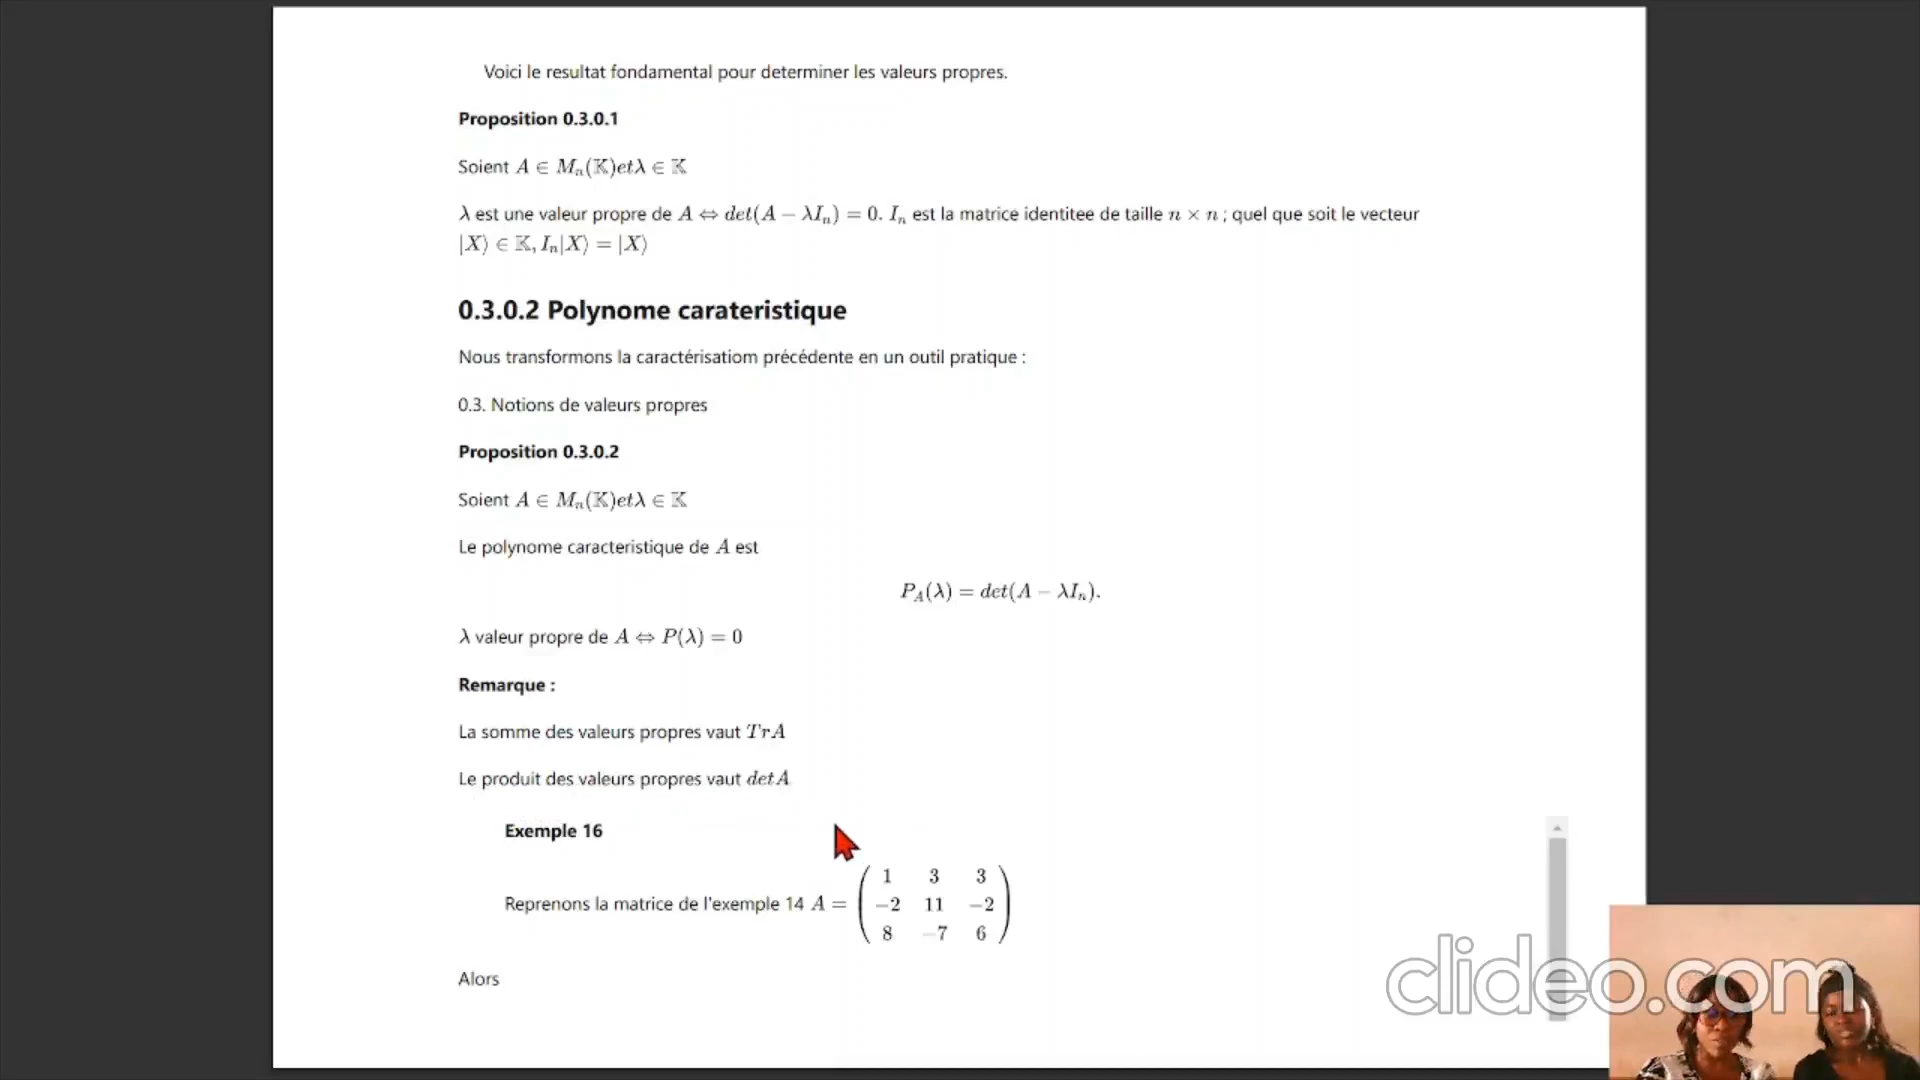 Voici le resultat fondamental pour determiner les valeurs propres.
Proposition 0.3.0.1
Soient A ∈ Mₙ(𝕂)etλ ∈ 𝕂
λ est une valeur propre de A ⇔ det(A − λIₙ) = 0. Iₙ est la matrice identitee de taille n × n ; quel que soit le vecteur
|X⟩ ∈ 𝕂, Iₙ|X⟩ = |X⟩
0.3.0.2 Polynome carateristique
Nous transformons la caractérisatiom précédente en un outil pratique :
0.3. Notions de valeurs propres
Proposition 0.3.0.2
Soient A ∈ Mₙ(𝕂)etλ ∈ 𝕂
Le polynome caracteristique de A est
P_A(λ) = det(A − λIₙ).
λ valeur propre de A ⇔ P(λ) = 0
Remarque :
La somme des valeurs propres vaut TrA
Le produit des valeurs propres vaut detA
Exemple 16
1 3 3
Reprenons la matrice de l'exemple 14 A = −2 11 −2
8 −7 6
Alors
clideo.com